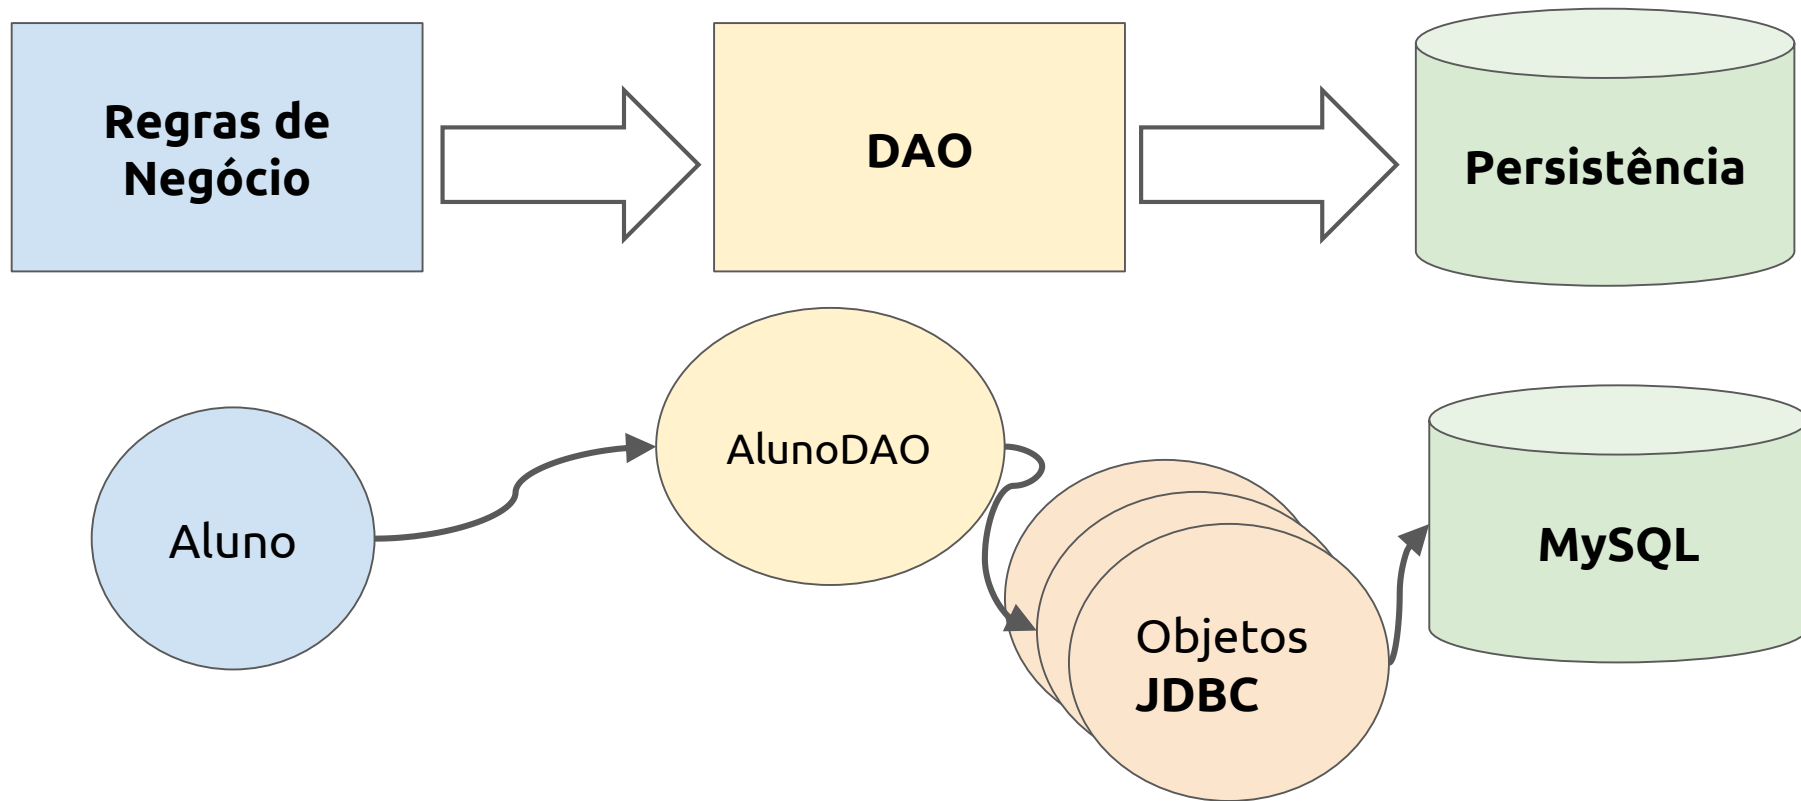 Regras de
Negócio
DAO
Persistência
Aluno
AlunoDAO
Objetos
JDBC
MySQL